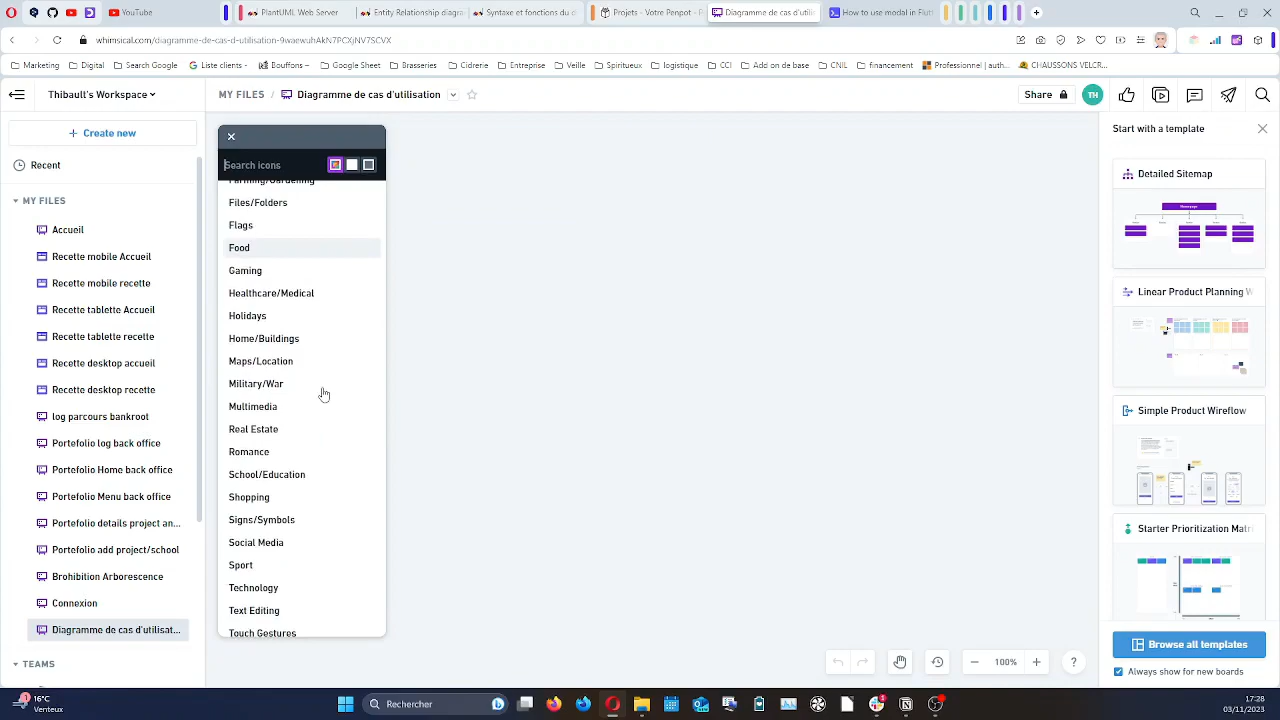 PlantUML Web Server
Entity Relationship diagra
Syntaxe et fonctions du d
Projets - Votre Penpot - P
Diagramme de cas d'utilis
How to use modal in Flutt
YouTube
whimsical.com/diagramme-de-cas-d-utilisation-9waewuhAkN7PCXjNV7SCVX
Marketing
Digital
Search Google
Liste clients -
Bouffons –
Google Sheet
Brasseries
Cidrerie
Entreprise
Veille
Spiritueux
logistique
CCI
Add on de base
CNIL
financement
Professionnel | auth...
CHAUSSONS VELCR...
Thibault's Workspace
MY FILES / Diagramme de cas d'utilisation
Share
TH
+ Create new
Recent
MY FILES
Accueil
Recette mobile Accueil
Recette mobile recette
Recette tablette Accueil
Recette tablette recette
Recette desktop accueil
Recette desktop recette
log parcours bankroot
Portefolio log back office
Portefolio Home back office
Portefolio Menu back office
Portefolio details project an...
Portefolio add project/school
Brohibition Arborescence
Connexion
Diagramme de cas d'utilisat...
TEAMS
Search icons
Farming/Gardening
Files/Folders
Flags
Food
Gaming
Healthcare/Medical
Holidays
Home/Buildings
Maps/Location
Military/War
Multimedia
Real Estate
Romance
School/Education
Shopping
Signs/Symbols
Social Media
Sport
Technology
Text Editing
Touch Gestures
Start with a template
Detailed Sitemap
Linear Product Planning W
Simple Product Wireflow
Starter Prioritization Matri
Browse all templates
Always show for new boards
100%
?
16°C
Venteux
Rechercher
17:28
03/11/2023